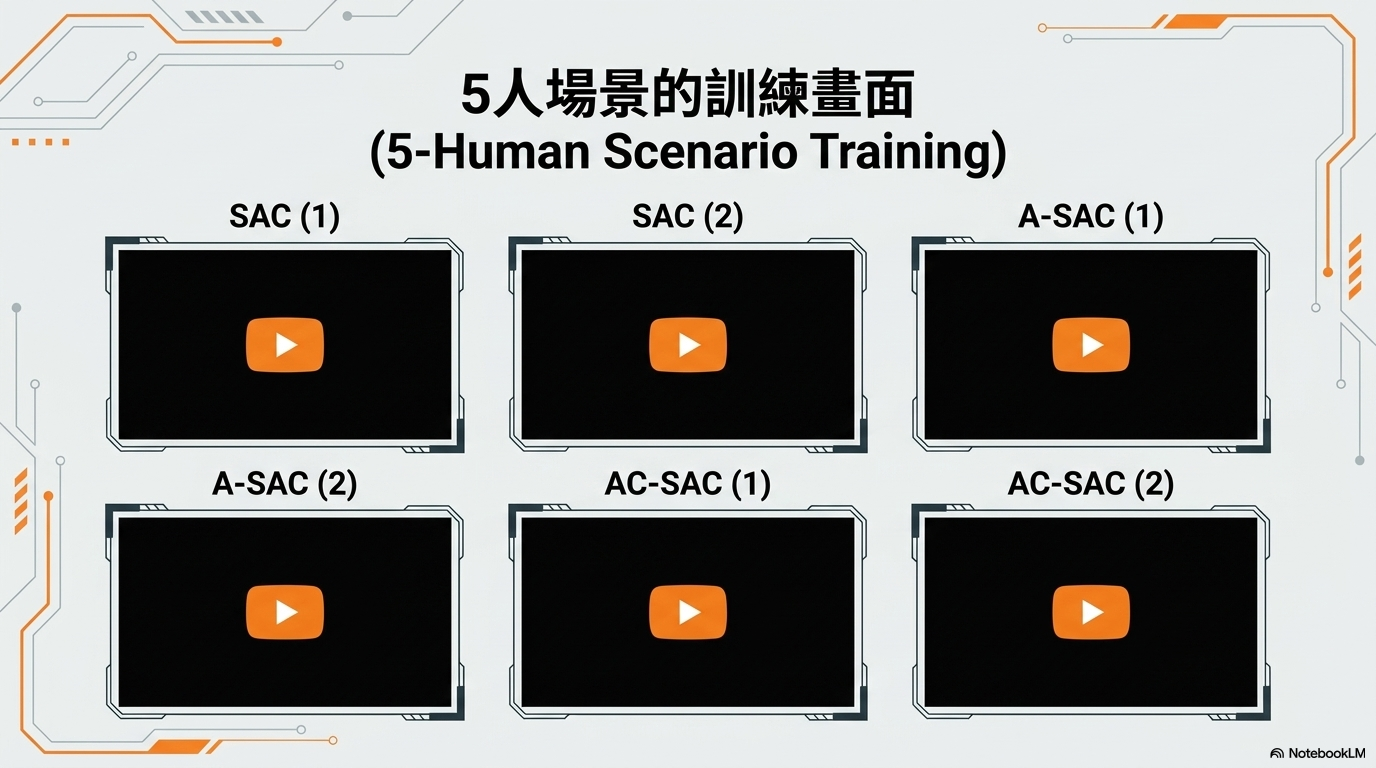 5人場景的訓練畫面
(5-Human Scenario Training)
SAC (1)
SAC (2)
A-SAC (1)
A-SAC (2)
AC-SAC (1)
AC-SAC (2)
NotebookLM